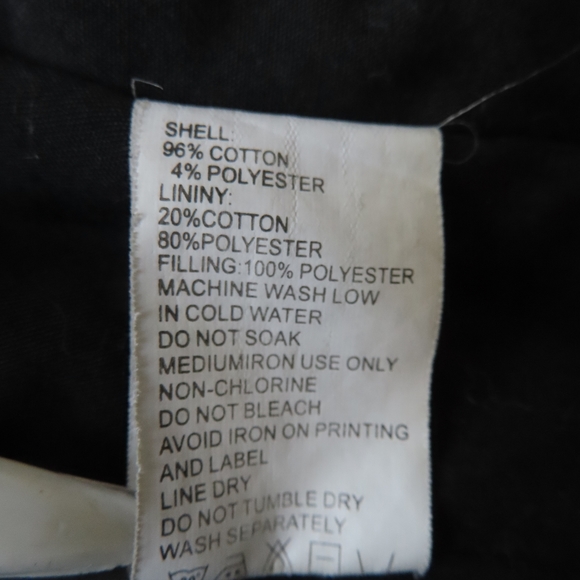 SHELL:
96% COTTON
4% POLYESTER
LININY:
20%COTTON
80%POLYESTER
FILLING:100% POLYESTER
MACHINE WASH LOW
IN COLD WATER
DO NOT SOAK
MEDIUMIRON USE ONLY
NON-CHLORINE
DO NOT BLEACH
AVOID IRON ON PRINTING
AND LABEL
LINE DRY
DO NOT TUMBLE DRY
WASH SEPARATELY